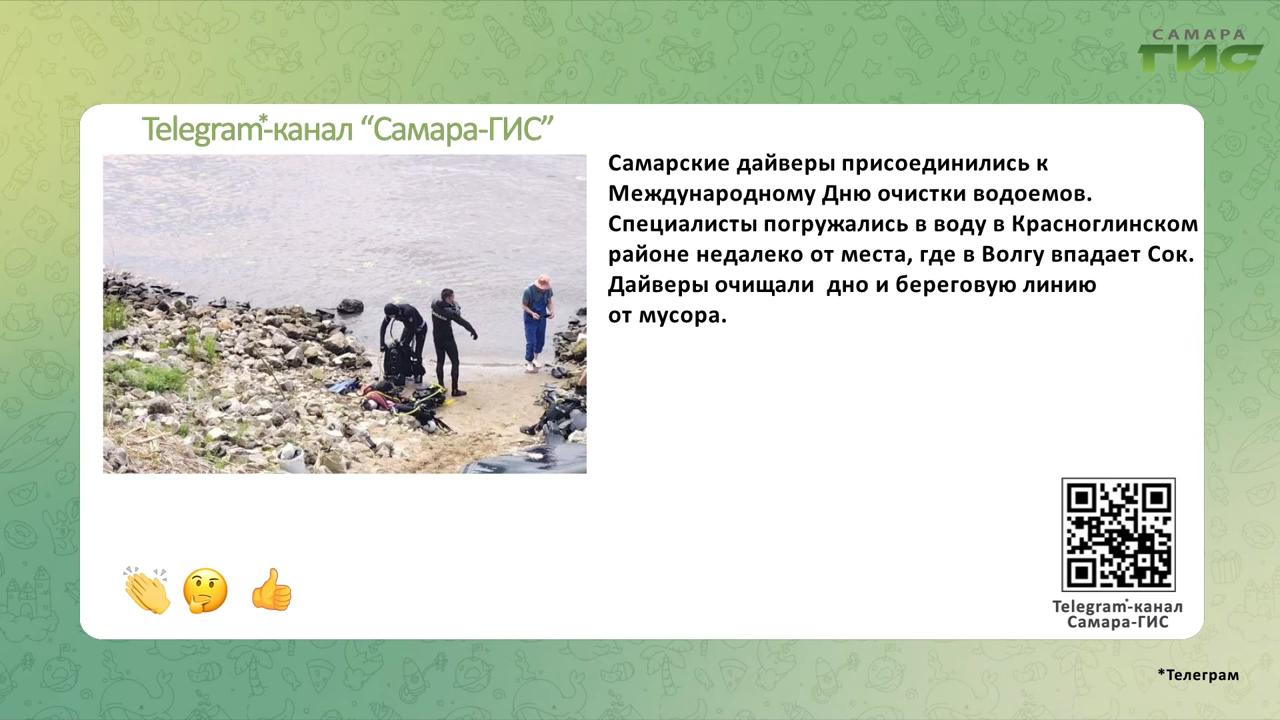 САМАРА
ГИС
Telegram*-канал “Самара-ГИС”
Самарские дайверы присоединились к
Международному Дню очистки водоемов.
Специалисты погружались в воду в Красноглинском
районе недалеко от места, где в Волгу впадает Сок.
Дайверы очищали  дно и береговую линию
от мусора.
Telegram*-канал
Самара-ГИС
*Телеграм